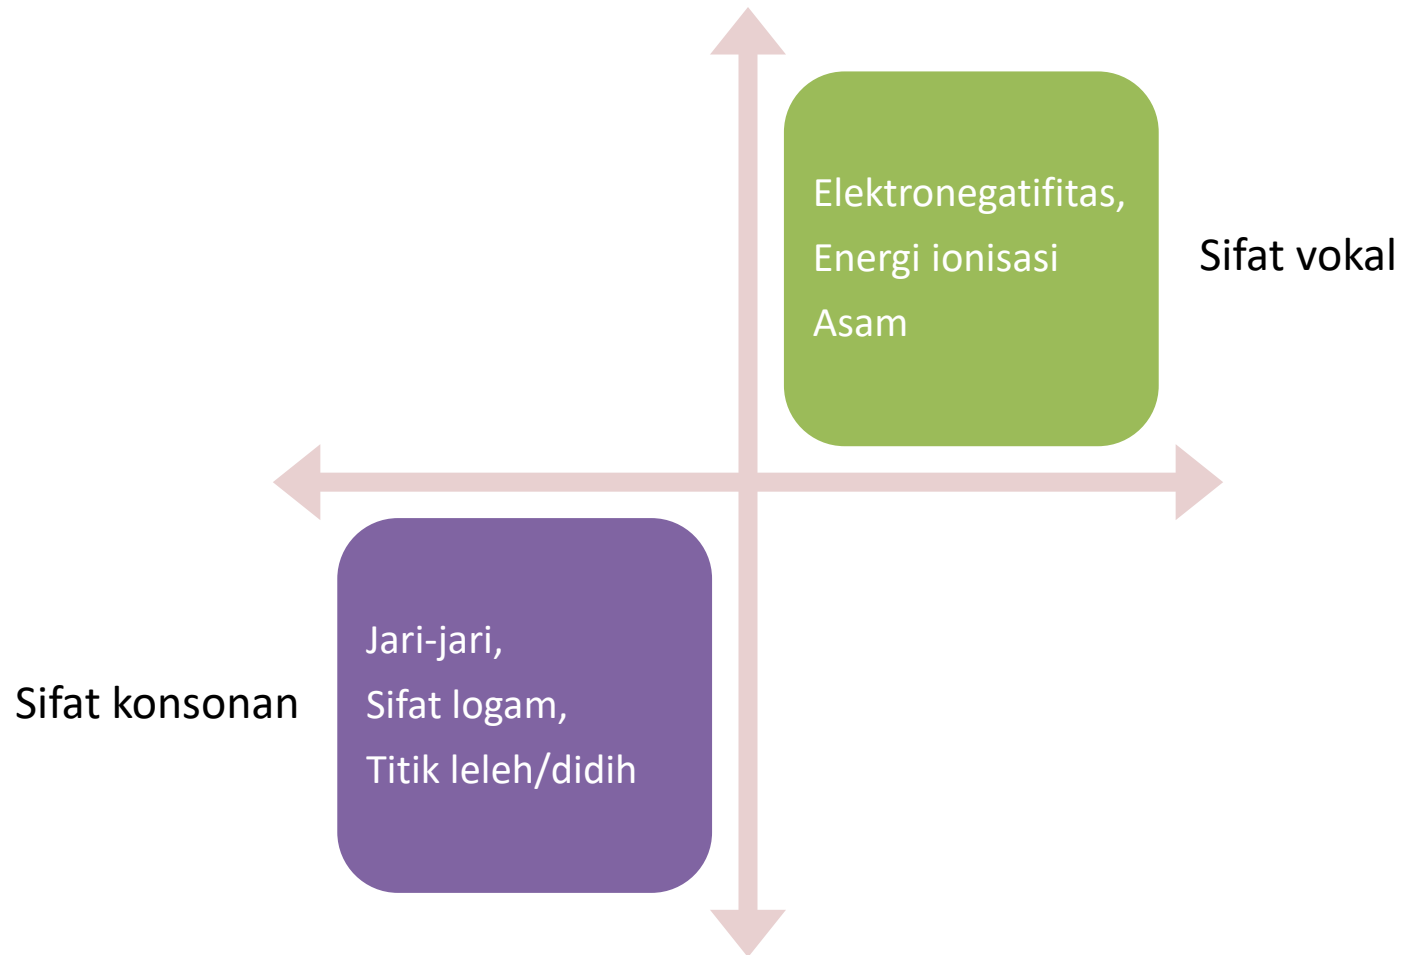 Elektronegatifitas,
Energi ionisasi
Asam
Sifat vokal
Sifat konsonan
Jari-jari,
Sifat logam,
Titik leleh/didih